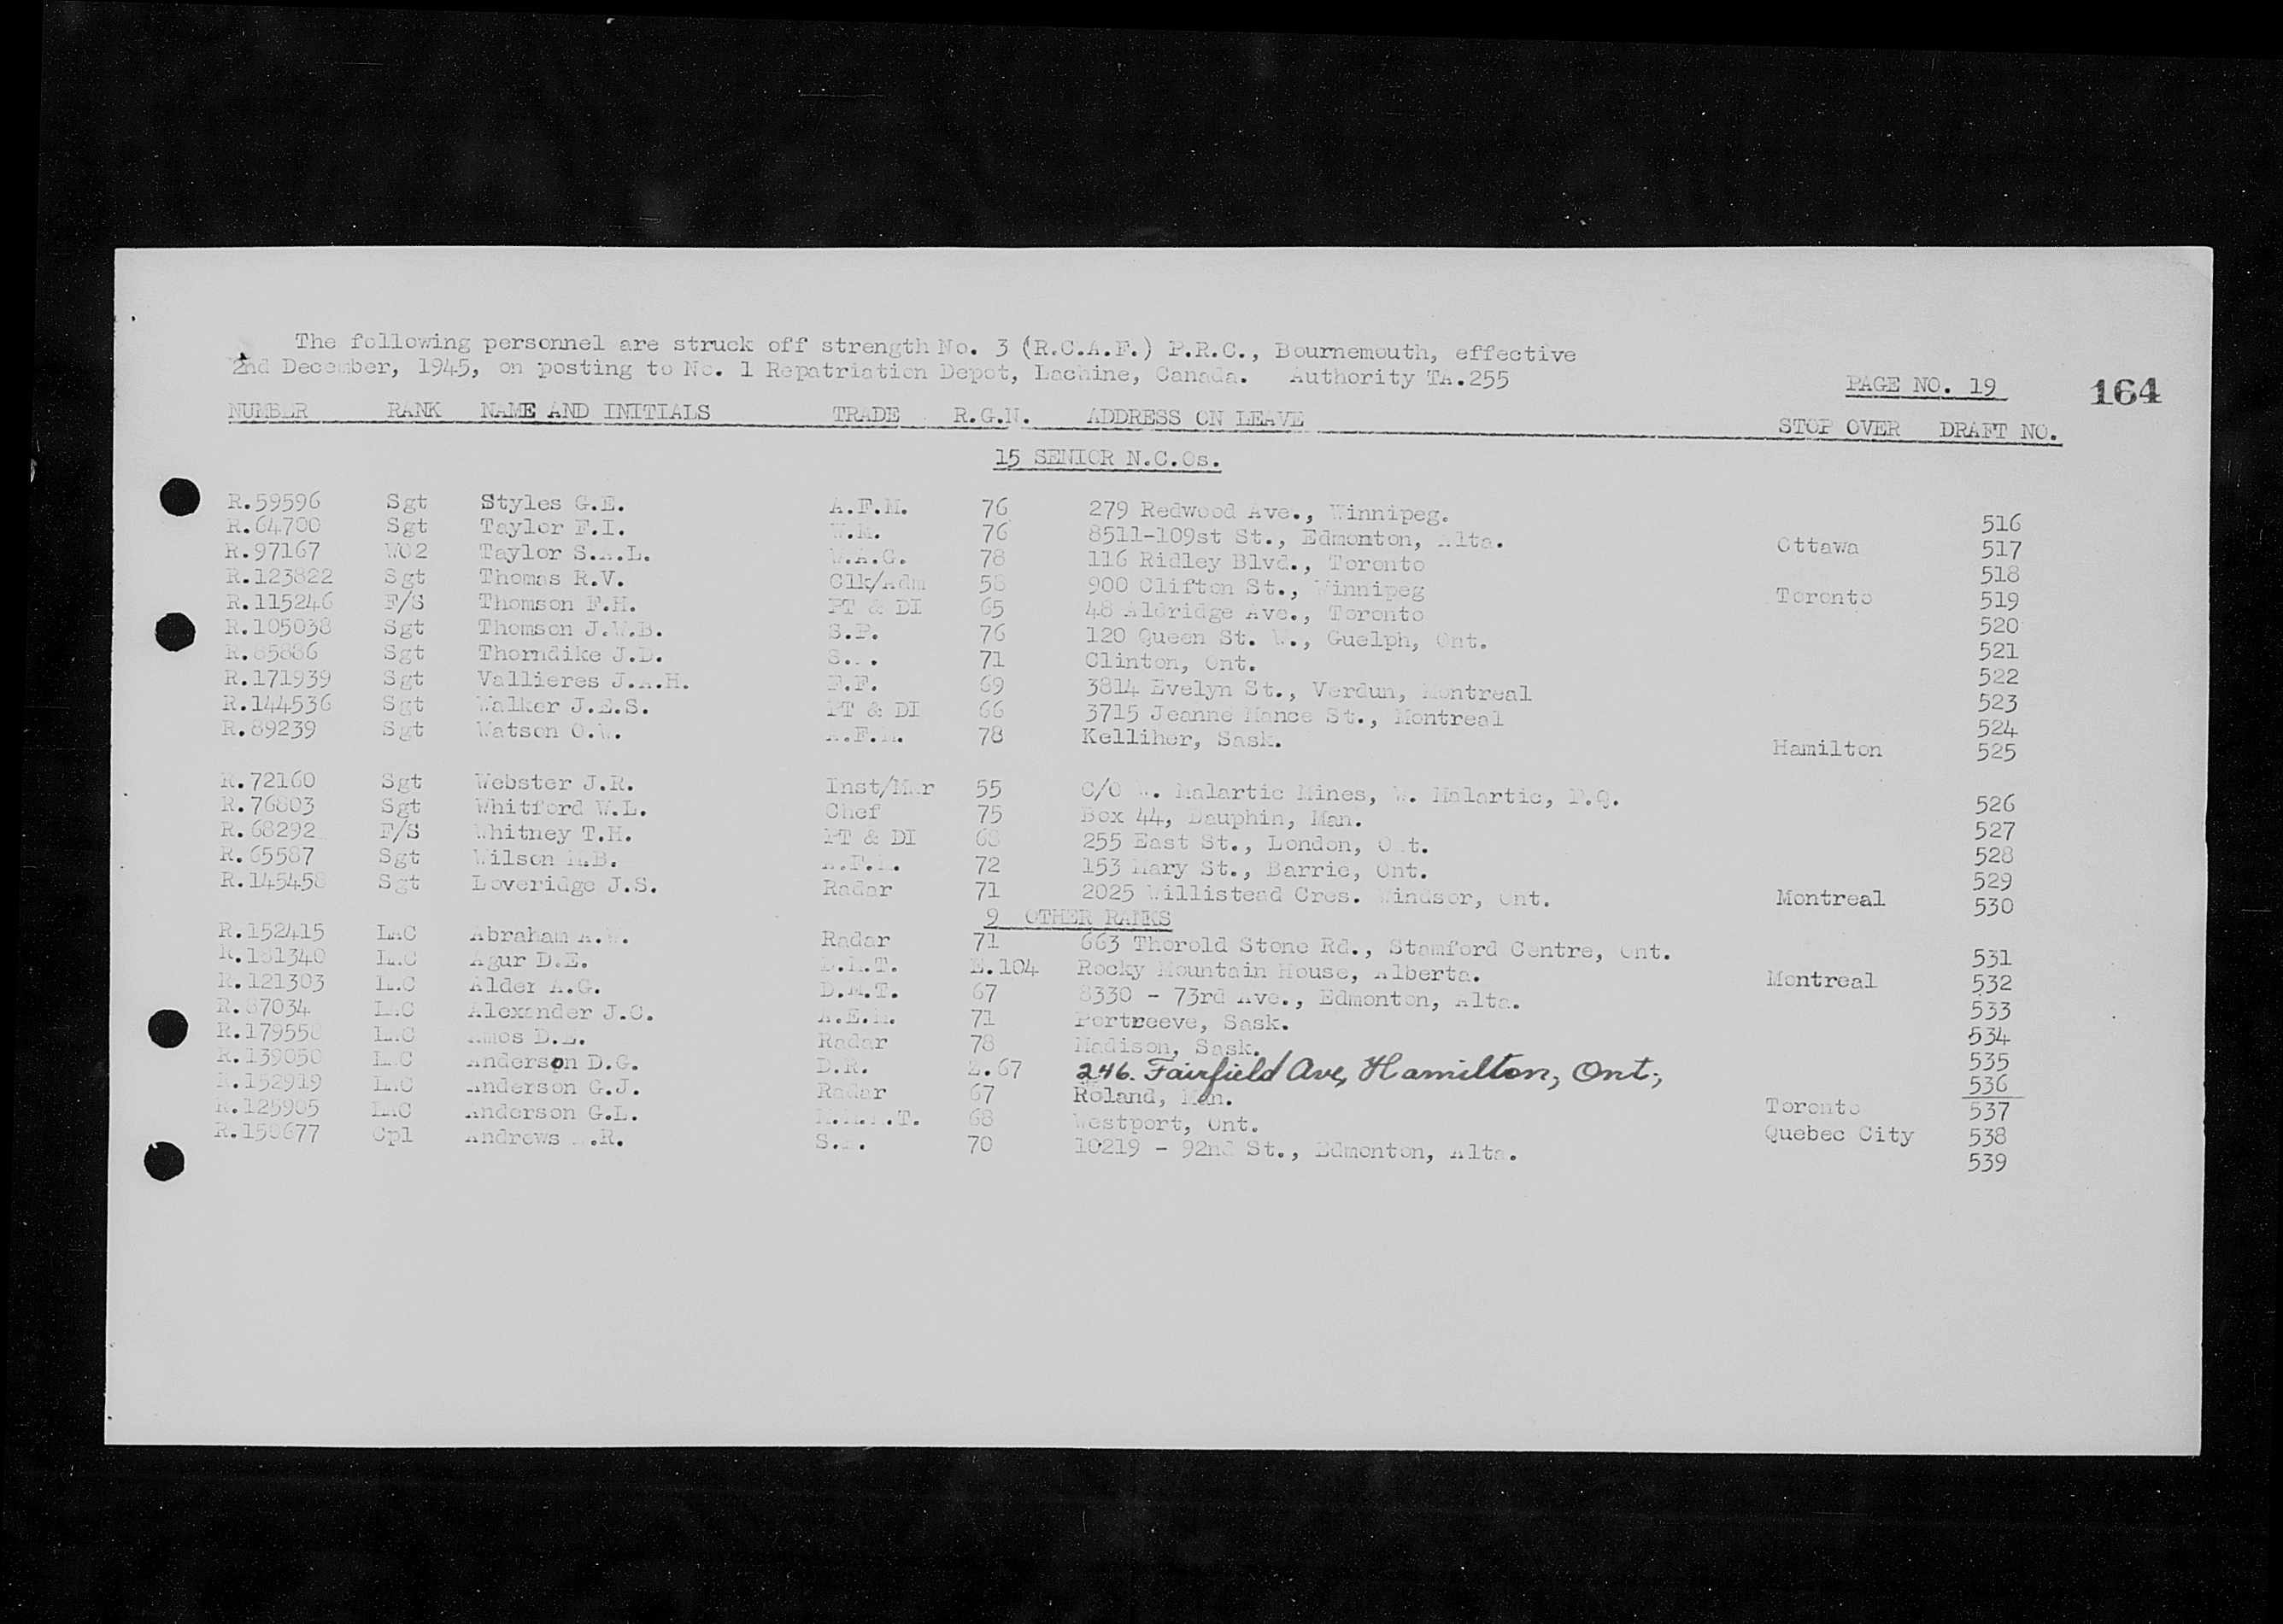 The following personnel are struck off strength No. 3 (R.C.A.F.) P.R.C., Bournemouth, effective
2nd December, 1945, on posting to No. 1 Repatriation Depot, Lachine, Canada. Authority TA.255
PAGE NO. 19 164
NUMBER RANK NAME AND INITIALS TRADE R.G.N. ADDRESS ON LEAVE STOP OVER DRAFT NO.
15 SENIOR N.C.Os.
R.59596 Sgt Styles G.E. A.F.M. 76 279 Redwood Ave., Winnipeg. 516
R.64700 Sgt Taylor F.I. W.M. 76 8511-109st St., Edmonton, Alta. Ottawa 517
R.97167 WO2 Taylor S.A.L. W.A.G. 78 116 Ridley Blvd., Toronto 518
R.123822 Sgt Thomas R.V. Clk/Adm 58 900 Clifton St., Winnipeg Toronto 519
R.115246 F/S Thomson F.H. PT & DI 65 48 Aldridge Ave., Toronto 520
R.105038 Sgt Thomson J.W.B. S.P. 76 120 Queen St. W., Guelph, Ont. 521
R.85886 Sgt Thorndike J.D. 71 Clinton, Ont. 522
R.171939 Sgt Vallieres J.A.H. F.F. 69 3814 Evelyn St., Verdun, Montreal 523
R.144536 Sgt Walker J.E.S. PT & DI 66 3715 Jeanne Mance St., Montreal 524
R.89239 Sgt Watson O.W. A.F.M. 78 Kelliher, Sask. Hamilton 525
R.72160 Sgt Webster J.R. Inst/Mkr 55 C/O W. Malartic Mines, W. Malartic, P.Q. 526
R.76803 Sgt Whitford W.L. Chef 75 Box 44, Dauphin, Man. 527
R.68292 F/S Whitney T.H. PT & DI 68 255 East St., London, Ont. 528
R.65587 Sgt Wilson M.B. A.F.M. 72 153 Mary St., Barrie, Ont. 529
R.145458 Sgt Loveridge J.S. Radar 71 2025 Willistead Cres. Windsor, Ont. Montreal 530
9 OTHER RANKS
R.152415 LAC Abraham A.W. Radar 71 663 Thorold Stone Rd., Stamford Centre, Ont. 531
R.181340 LAC Agur D.E. E.104 Rocky Mountain House, Alberta. Montreal 532
R.121303 LAC Alder A.G. D.M.T. 67 8330 - 73rd Ave., Edmonton, Alta. 533
R.87034 LAC Alexander J.C. A.E.M. 71 Portreeve, Sask. 534
R.179550 LAC Amos D.E. Radar 78 Madison, Sask. 535
R.139050 LAC Anderson D.G. D.R. E.67 246. Fairfield Ave, Hamilton, Ont; 536
R.152919 LAC Anderson G.J. Radar 67 Roland, Man. Toronto 537
R.125905 LAC Anderson G.L. 68 Westport, Ont. Quebec City 538
R.150677 Cpl Andrews 70 10219 - 92nd St., Edmonton, Alta. 539